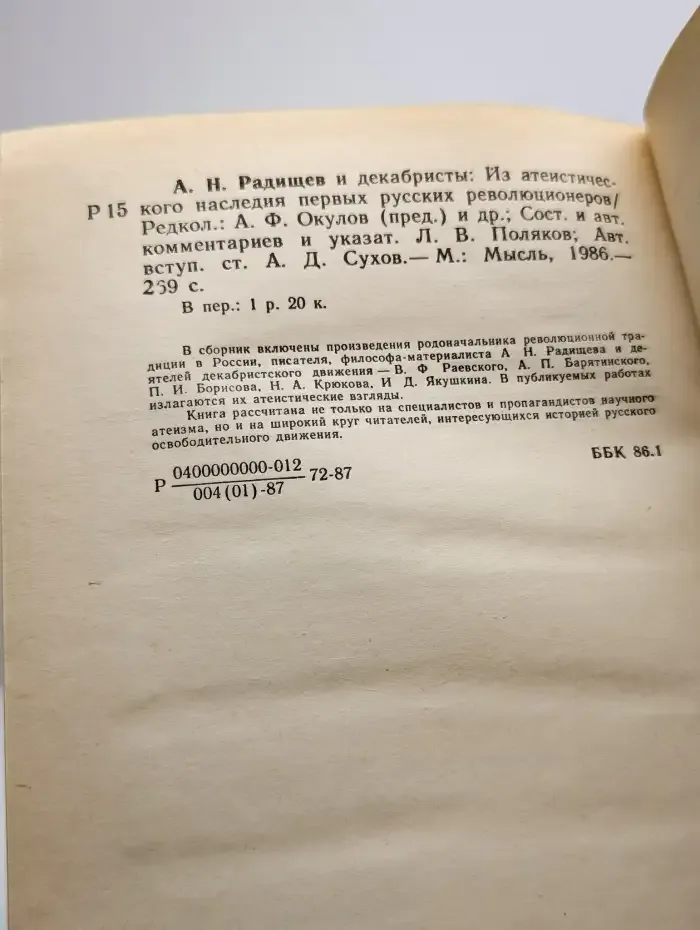 А. Н. Радищев и декабристы: Из атеистичес-
Р 15 кого наследия первых русских революционеров/
Редкол.: А. Ф. Окулов (пред.) и др.; Сост. и авт.
комментариев и указат. Л. В. Поляков; Авт.
вступ. ст. А. Д. Сухов.— М.: Мысль, 1986.—
269 с.
В пер.: 1 р. 20 к.
В сборник включены произведения родоначальника революционной тра-
диции в России, писателя, философа-материалиста А Н. Радищева и де-
ятелей декабристского движения — В. Ф Раевского, А. П. Барятинского,
П. И. Борисова, Н. А. Крюкова, И Д. Якушкина. В публикуемых работах
излагаются их атеистические взгляды.
Книга рассчитана не только на специалистов и пропагандистов научного
атеизма, но и на широкий круг читателей, интересующихся историей русского
освободительного движения.
ББК 86.1
0400000000-012
Р 72-87
004(01)-87